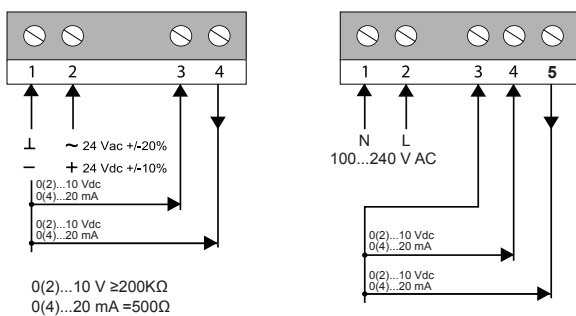 1 2 3 4
⊥ ~ 24 Vac +/-20%
− + 24 Vdc +/-10%
0(2)...10 Vdc
0(4)...20 mA
0(2)...10 Vdc
0(4)...20 mA
0(2)...10 V ≥200KΩ
0(4)...20 mA =500Ω
1 2 3 4 5
N L
100...240 V AC
0(2)...10 Vdc
0(4)...20 mA
0(2)...10 Vdc
0(4)...20 mA